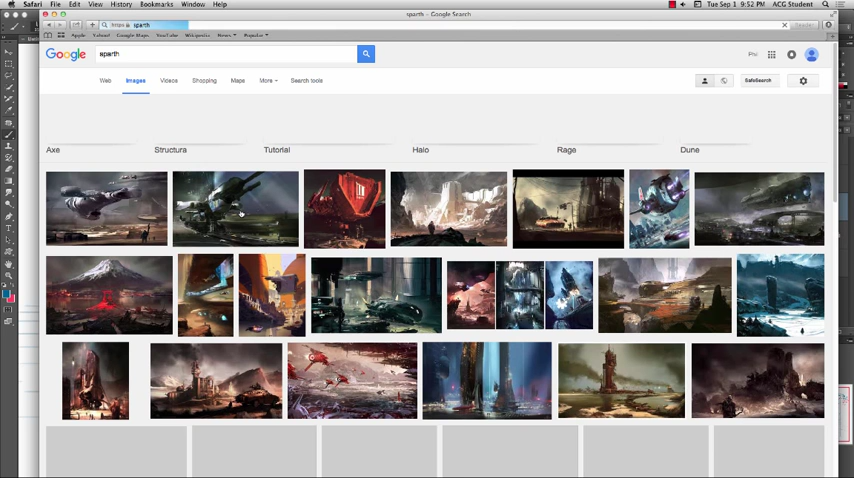 Safari File Edit View History Bookmarks Window Help Tue Sep 1 9:52 PM ACG Student
sparth - Google Search
https sparth Reader
Apple Yahoo! Google Maps YouTube Wikipedia News Popular
Google sparth
Web Images Videos Shopping Maps More Search tools SafeSearch
Axe Structura Tutorial Halo Rage Dune